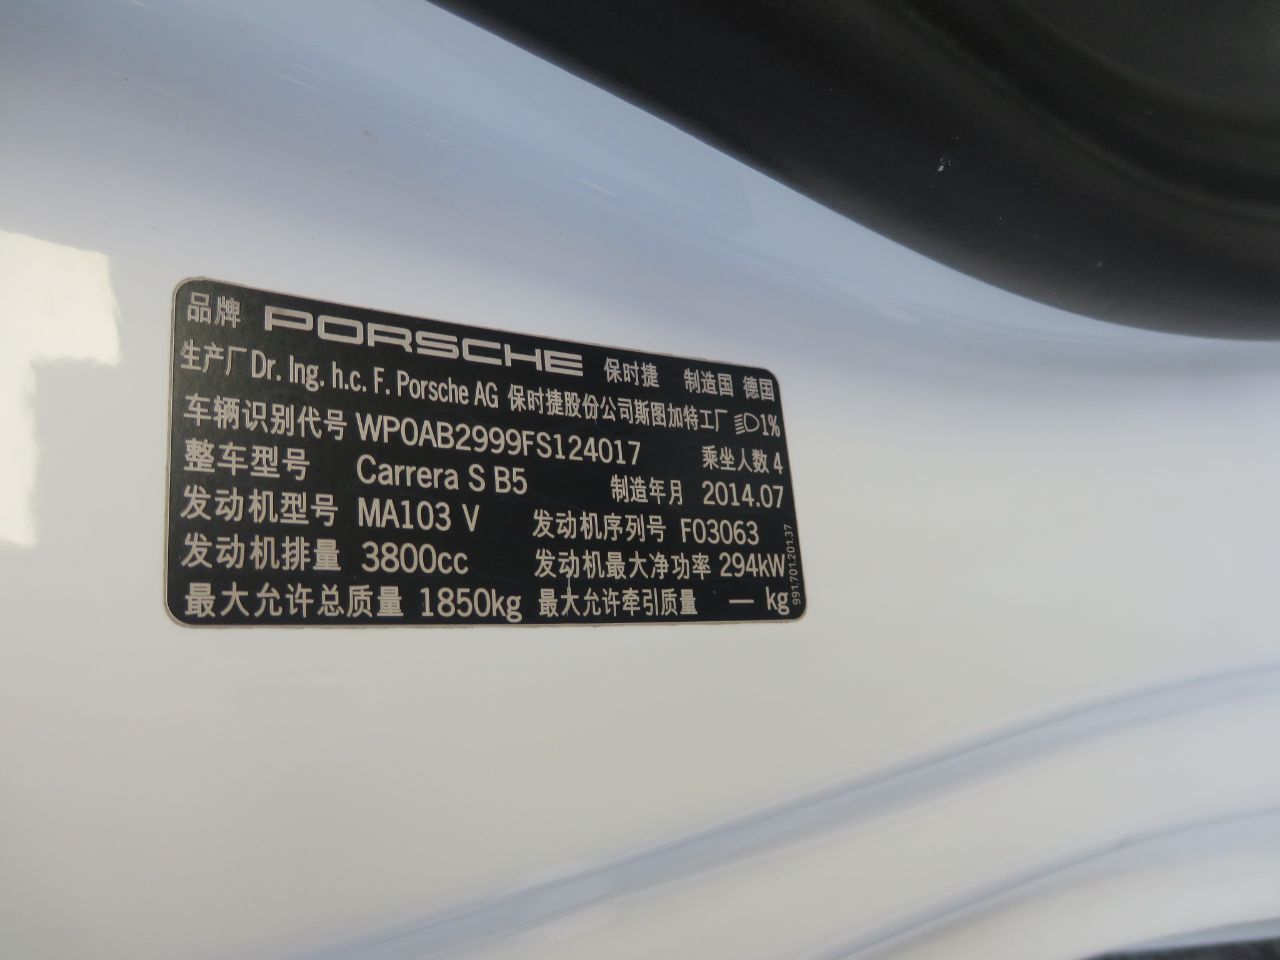 品牌 PORSCHE 保时捷 制造国 德国
生产厂 Dr. Ing. h.c. F. Porsche AG 保时捷股份公司斯图加特工厂 1%
车辆识别代号 WP0AB2999FS124017 乘坐人数 4
整车型号 Carrera S B5 制造年月 2014.07
发动机型号 MA103 V 发动机序列号 F03063
发动机排量 3800cc 发动机最大净功率 294kW
最大允许总质量 1850kg 最大允许牵引质量 — kg
991.701.201.37